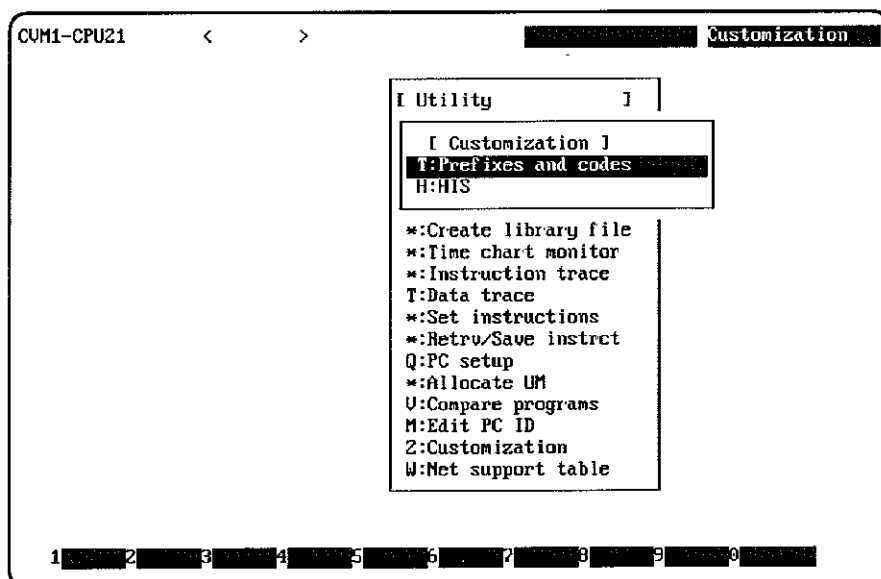 CVM1-CPU21 < > Customization
[ Utility ]
[ Customization ]
T:Prefixes and codes
H:HIS
*:Create library file
*:Time chart monitor
*:Instruction trace
T:Data trace
*:Set instructions
*:Retrv/Save instrct
Q:PC setup
*:Allocate UM
V:Compare programs
M:Edit PC ID
Z:Customization
W:Net support table
1 2 3 4 5 6 7 8 9 0